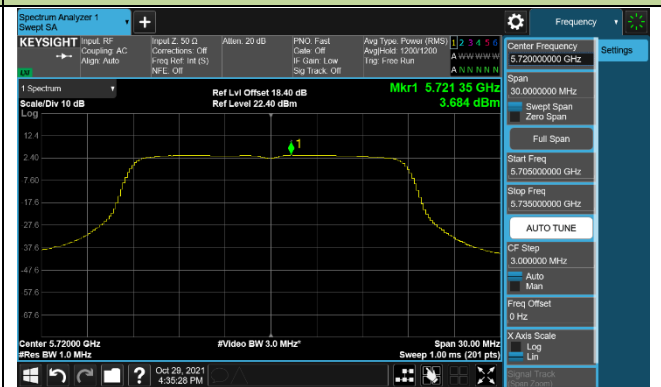 Spectrum Analyzer 1
Swept SA
Frequency
KEYSIGHT
Input: RF
Coupling: AC
Align: Auto
Input Z: 50 Ω
Corrections: Off
Freq Ref: Int (S)
NFE: Off
Atten: 20 dB
PNO: Fast
Gate: Off
IF Gain: Low
Sig Track: Off
Avg Type: Power (RMS)
Avg|Hold: 1200/1200
Trig: Free Run
1 2 3 4 5 6
A W W W W W
A N N N N N
1 Spectrum
Scale/Div 10 dB
Log
Ref Lvl Offset 18.40 dB
Ref Level 22.40 dBm
Mkr1 5.721 35 GHz
3.684 dBm
1
12.4
2.40
7.60
17.6
27.6
37.6
-47.6
57.6
67.6
Center 5.72000 GHz
#Res BW 1.0 MHz
#Video BW 3.0 MHz*
Span 30.00 MHz
Sweep 1.00 ms (201 pts)
Center Frequency
5.720000000 GHz
Span
30.0000000 MHz
Swept Span
Zero Span
Full Span
Start Freq
5.705000000 GHz
Stop Freq
5.735000000 GHz
AUTO TUNE
CF Step
3.000000 MHz
Auto
Man
Freq Offset
0 Hz
X Axis Scale
Log
Lin
Signal Track
(Span Zoom)
Settings
?
Oct 29, 2021
4:35:28 PM